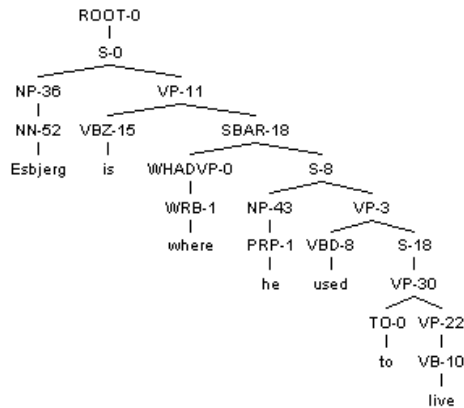 ROOT-0
S-0
NP-36 VP-11
NN-52 VBZ-15 SBAR-18
Esbjerg is WHADVP-0 S-8
WRB-1 NP-43 VP-3
where PRP-1 VBD-8 S-18
he used VP-30
TO-0 VP-22
to VB-10
live